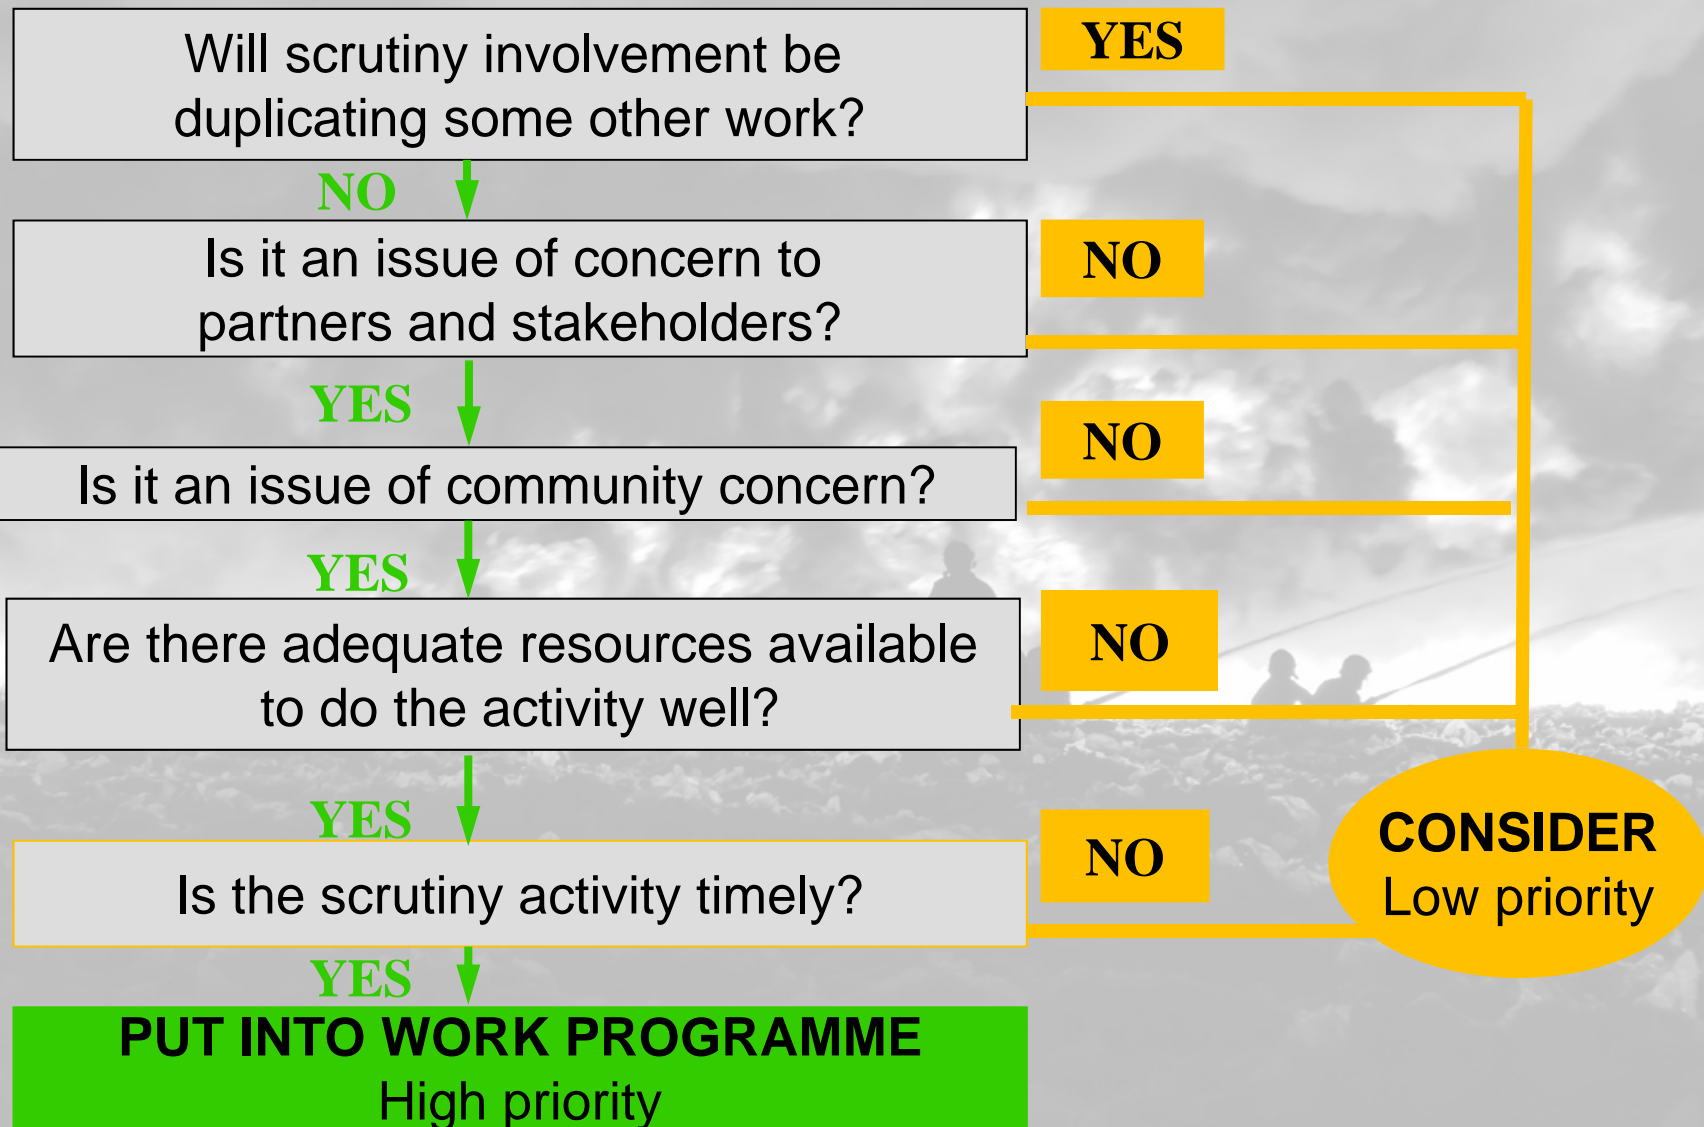 Will scrutiny involvement be
duplicating some other work?
YES
NO
Is it an issue of concern to
partners and stakeholders?
NO
YES
Is it an issue of community concern?
NO
YES
Are there adequate resources available
to do the activity well?
NO
YES
Is the scrutiny activity timely?
NO
CONSIDER
Low priority
YES
PUT INTO WORK PROGRAMME
High priority